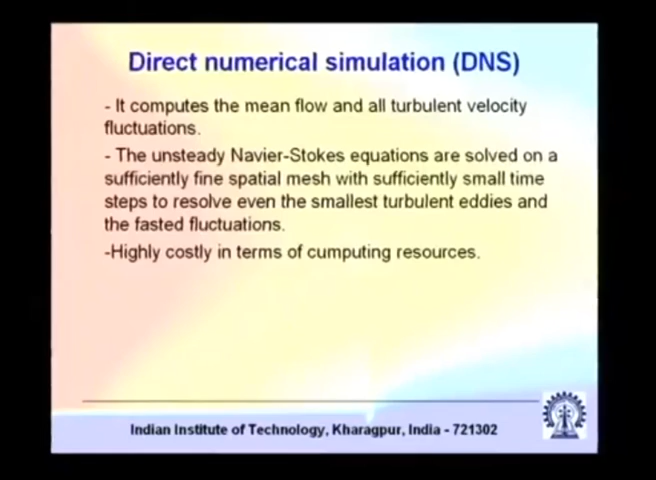 Direct numerical simulation (DNS)
- It computes the mean flow and all turbulent velocity
fluctuations.
- The unsteady Navier-Stokes equations are solved on a
sufficiently fine spatial mesh with sufficiently small time
steps to resolve even the smallest turbulent eddies and
the fasted fluctuations.
-Highly costly in terms of cumputing resources.
Indian Institute of Technology, Kharagpur, India - 721302